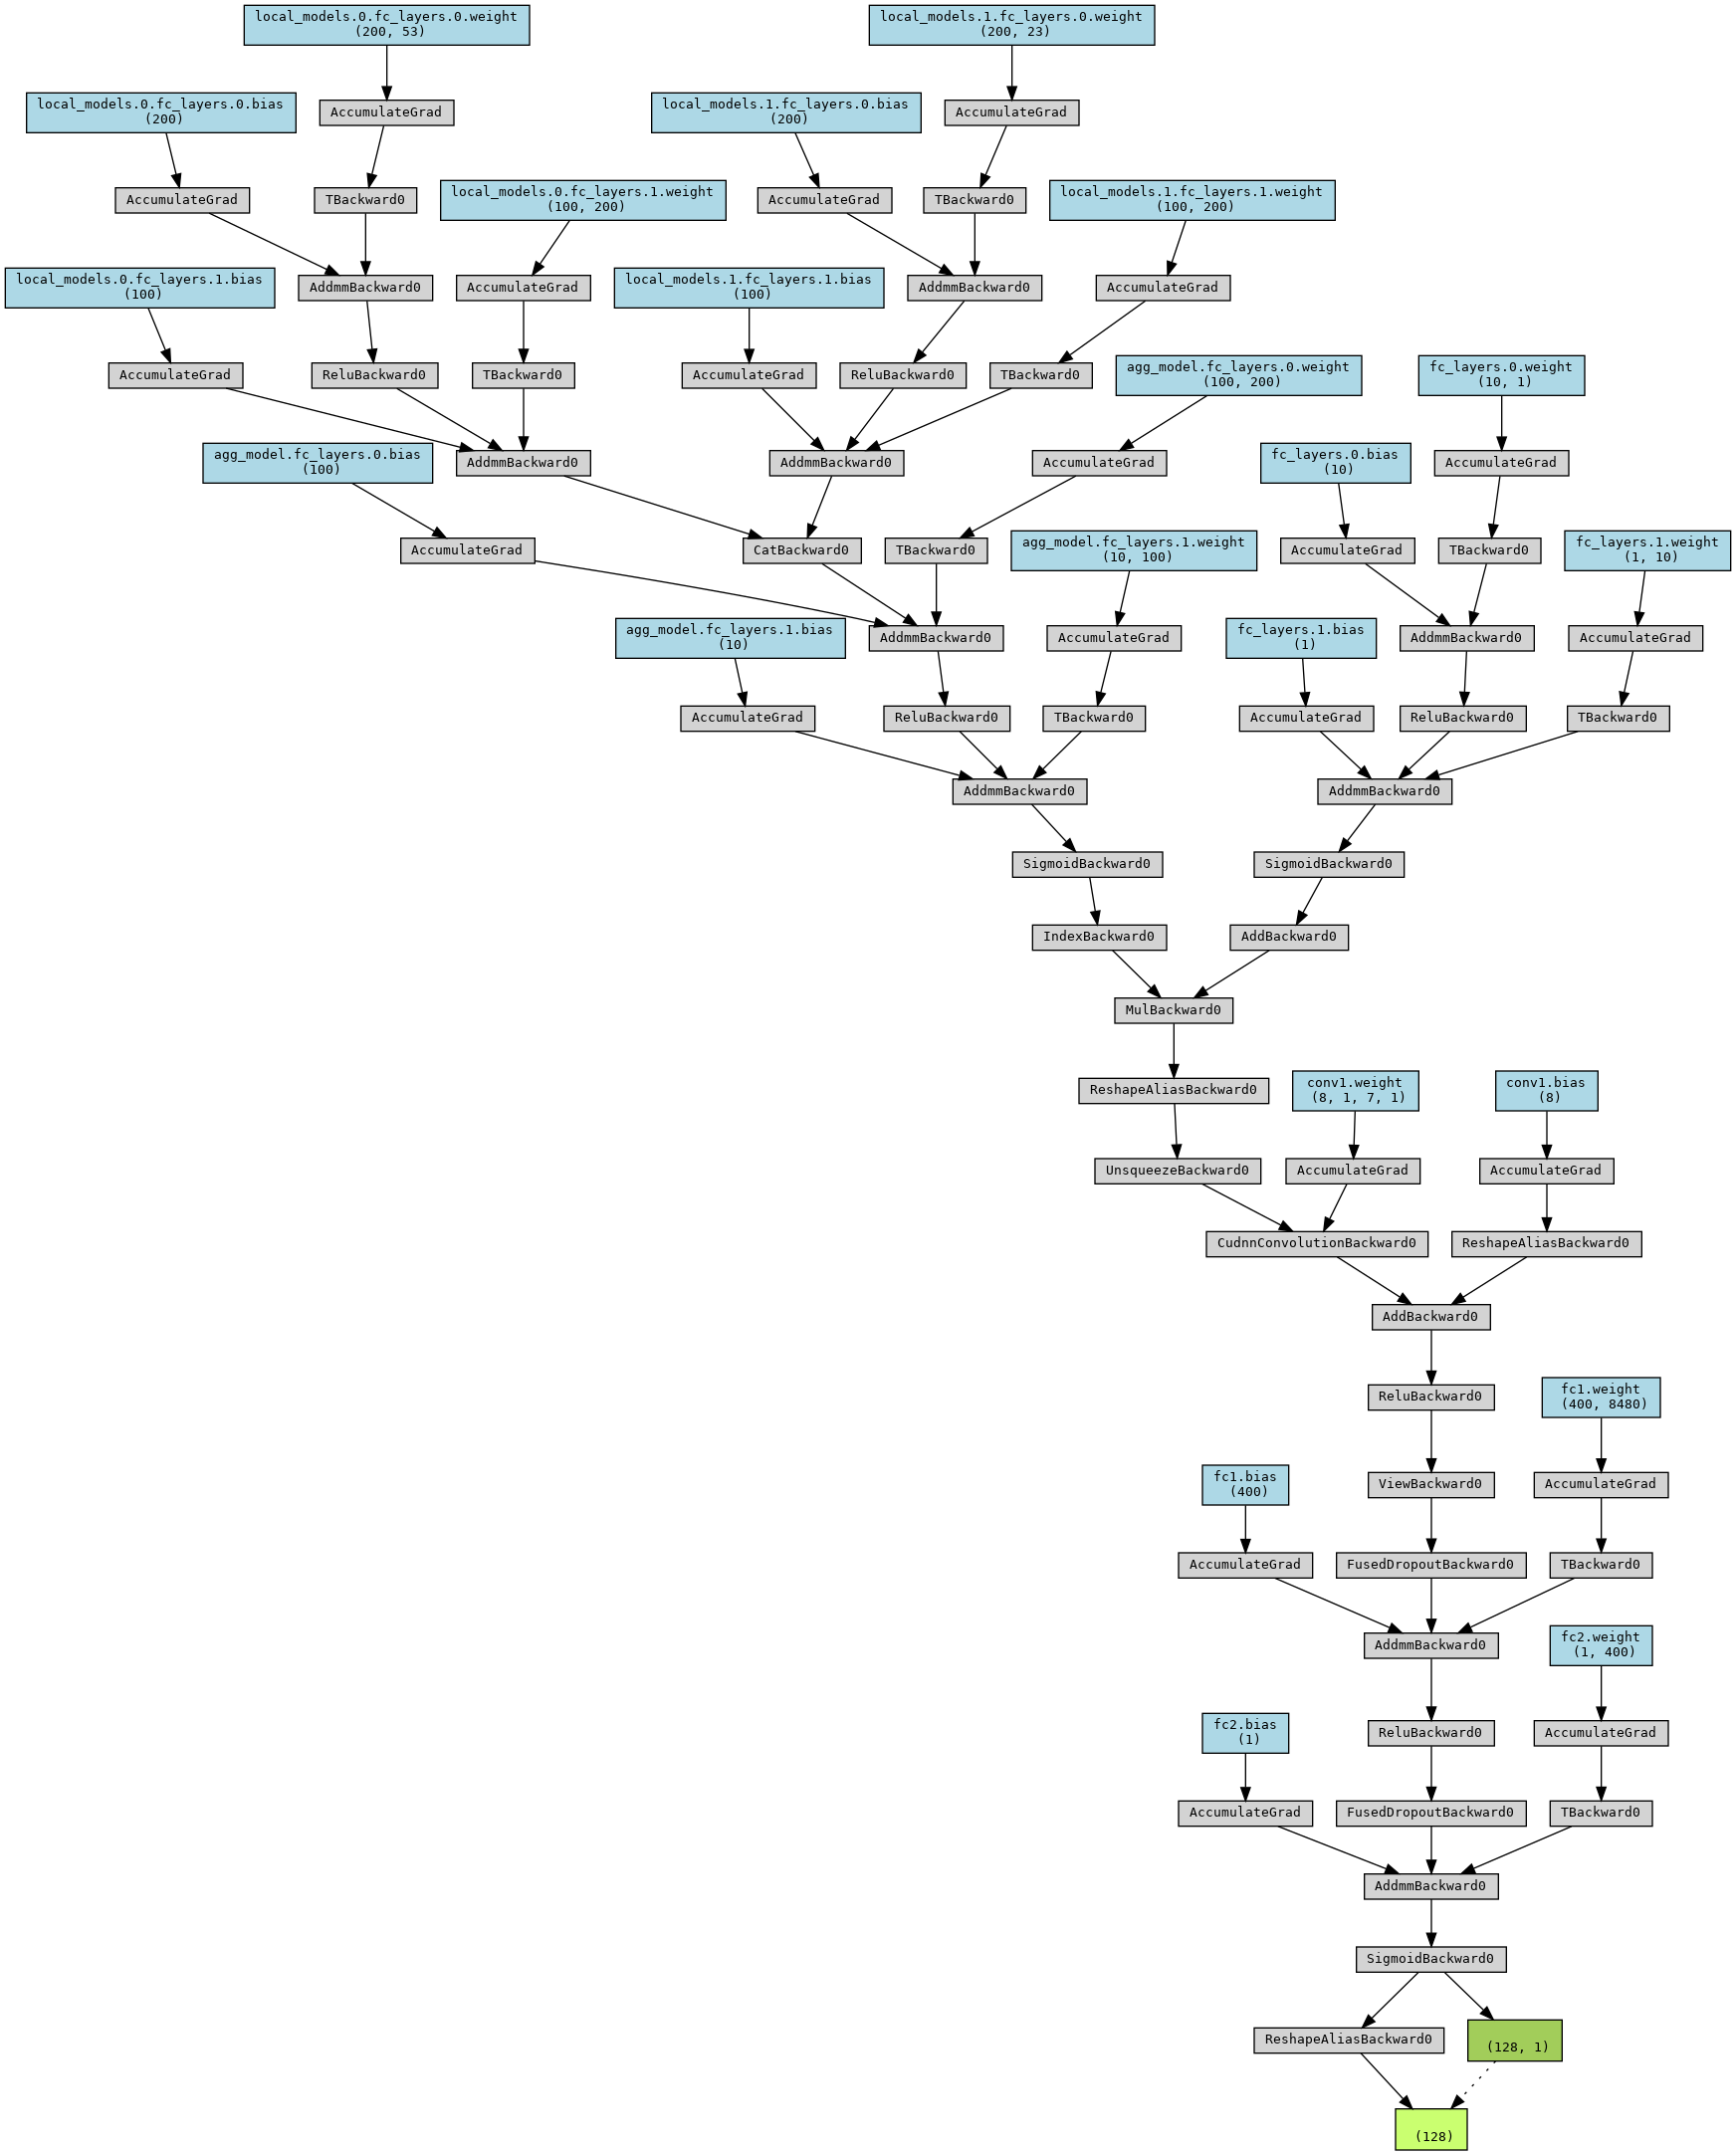 local_models.0.fc_layers.0.weight
(200, 53)
local_models.1.fc_layers.0.weight
(200, 23)
local_models.0.fc_layers.0.bias
(200)
AccumulateGrad
local_models.1.fc_layers.0.bias
(200)
AccumulateGrad
AccumulateGrad
TBackward0
local_models.0.fc_layers.1.weight
(100, 200)
AccumulateGrad
TBackward0
local_models.1.fc_layers.1.weight
(100, 200)
local_models.0.fc_layers.1.bias
(100)
AddmmBackward0
AccumulateGrad
local_models.1.fc_layers.1.bias
(100)
AddmmBackward0
AccumulateGrad
AccumulateGrad
ReluBackward0
TBackward0
AccumulateGrad
ReluBackward0
TBackward0
agg_model.fc_layers.0.weight
(100, 200)
fc_layers.0.weight
(10, 1)
agg_model.fc_layers.0.bias
(100)
AddmmBackward0
AddmmBackward0
AccumulateGrad
fc_layers.0.bias
(10)
AccumulateGrad
AccumulateGrad
CatBackward0
TBackward0
agg_model.fc_layers.1.weight
(10, 100)
AccumulateGrad
TBackward0
fc_layers.1.weight
(1, 10)
agg_model.fc_layers.1.bias
(10)
AddmmBackward0
AccumulateGrad
fc_layers.1.bias
(1)
AddmmBackward0
AccumulateGrad
AccumulateGrad
ReluBackward0
TBackward0
AccumulateGrad
ReluBackward0
TBackward0
AddmmBackward0
AddmmBackward0
SigmoidBackward0
SigmoidBackward0
IndexBackward0
AddBackward0
MulBackward0
ReshapeAliasBackward0
conv1.weight
(8, 1, 7, 1)
conv1.bias
(8)
UnsqueezeBackward0
AccumulateGrad
AccumulateGrad
CudnnConvolutionBackward0
ReshapeAliasBackward0
AddBackward0
ReluBackward0
fc1.weight
(400, 8480)
fc1.bias
(400)
ViewBackward0
AccumulateGrad
AccumulateGrad
FusedDropoutBackward0
TBackward0
AddmmBackward0
fc2.weight
(1, 400)
fc2.bias
(1)
ReluBackward0
AccumulateGrad
AccumulateGrad
FusedDropoutBackward0
TBackward0
AddmmBackward0
SigmoidBackward0
ReshapeAliasBackward0
(128, 1)
(128)